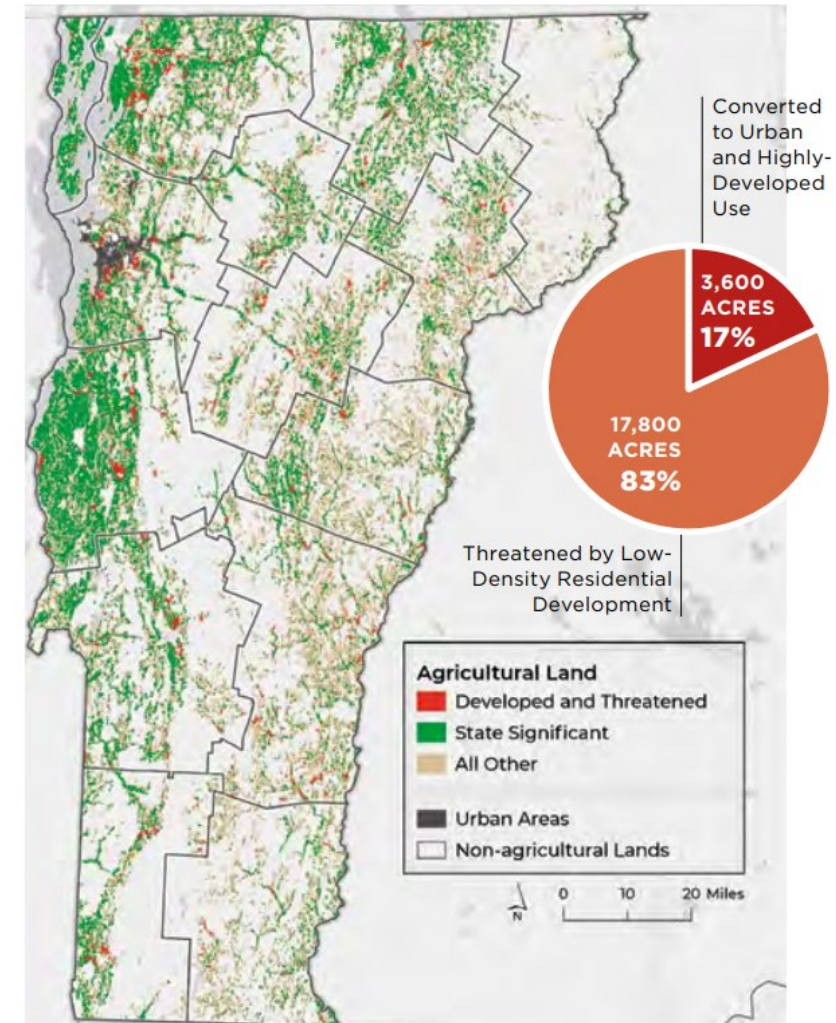 Converted
to Urban
and Highly-
Developed
Use
3,600
ACRES
17%
17,800
ACRES
83%
Threatened by Low-
Density Residential
Development
Agricultural Land
Developed and Threatened
State Significant
All Other
Urban Areas
Non-agricultural Lands
N
0 10 20 Miles